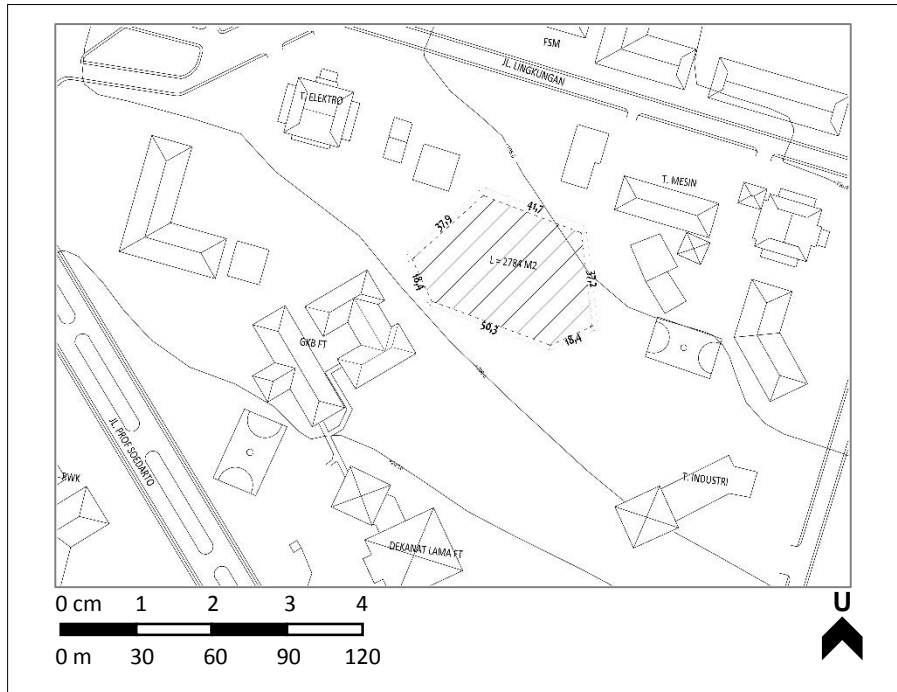 FSM
JL. LINGKUNGAN
T. ELEKTRO
T. MESIN
41,7
37,9
L = 2784 M2
37,2
18,4
50,3
18,4
GKB FT
JL. PROF SOEDARTO
BWK
T. INDUSTRI
DEKANAT LAMA FT
0 cm 1 2 3 4
0 m 30 60 90 120
U